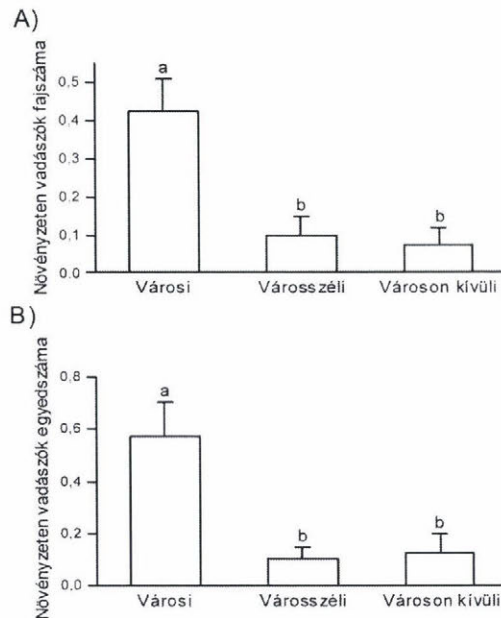 A)
Növényzeten vadászók fajszáma
0,5
0,4
0,3
0,2
0,1
0,0
a
b
b
Városi
Városszéli
Városon kívüli
B)
Növényzeten vadászók egyedszáma
0,8
0,6
0,4
0,2
0,0
a
b
b
Városi
Városszéli
Városon kívüli